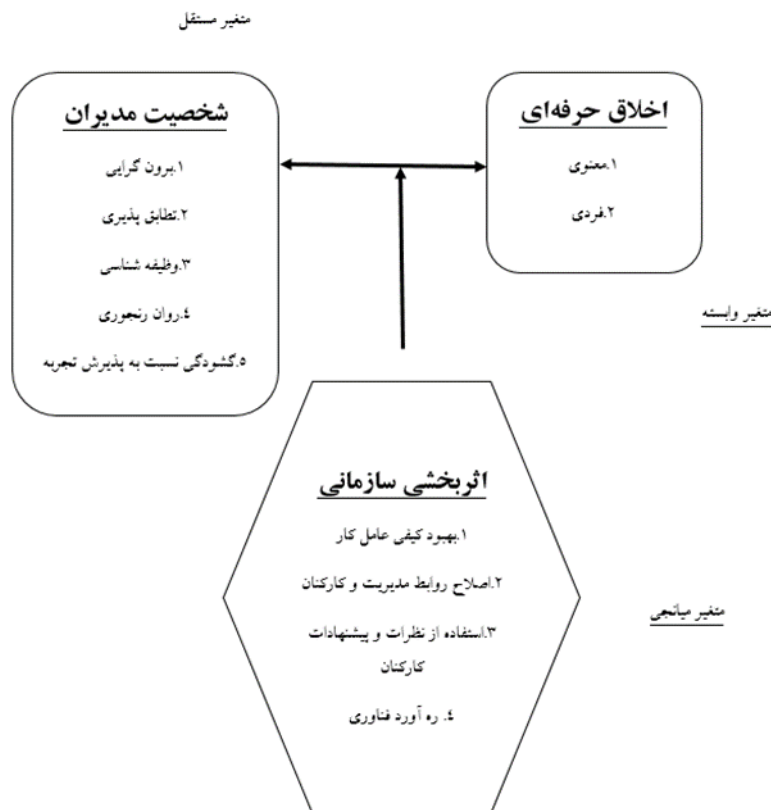 متغیر مستقل
اخلاق حرفه‌ای
۱.معنوی
۲.فردی
شخصیت مدیران
۱.برون گرایی
۲.تطابق پذیری
۳.وظیفه شناسی
۴.روان رنجوری
۵.گشودگی نسبت به پذیرش تجربه
متغیر وابسته
اثربخشی سازمانی
۱.بهبود کیفی عامل کار
۲.اصلاح روابط مدیریت و کارکنان
۳.استفاده از نظرات و پیشنهادات
کارکنان
۴. ره آورد فناوری
متغیر میانجی